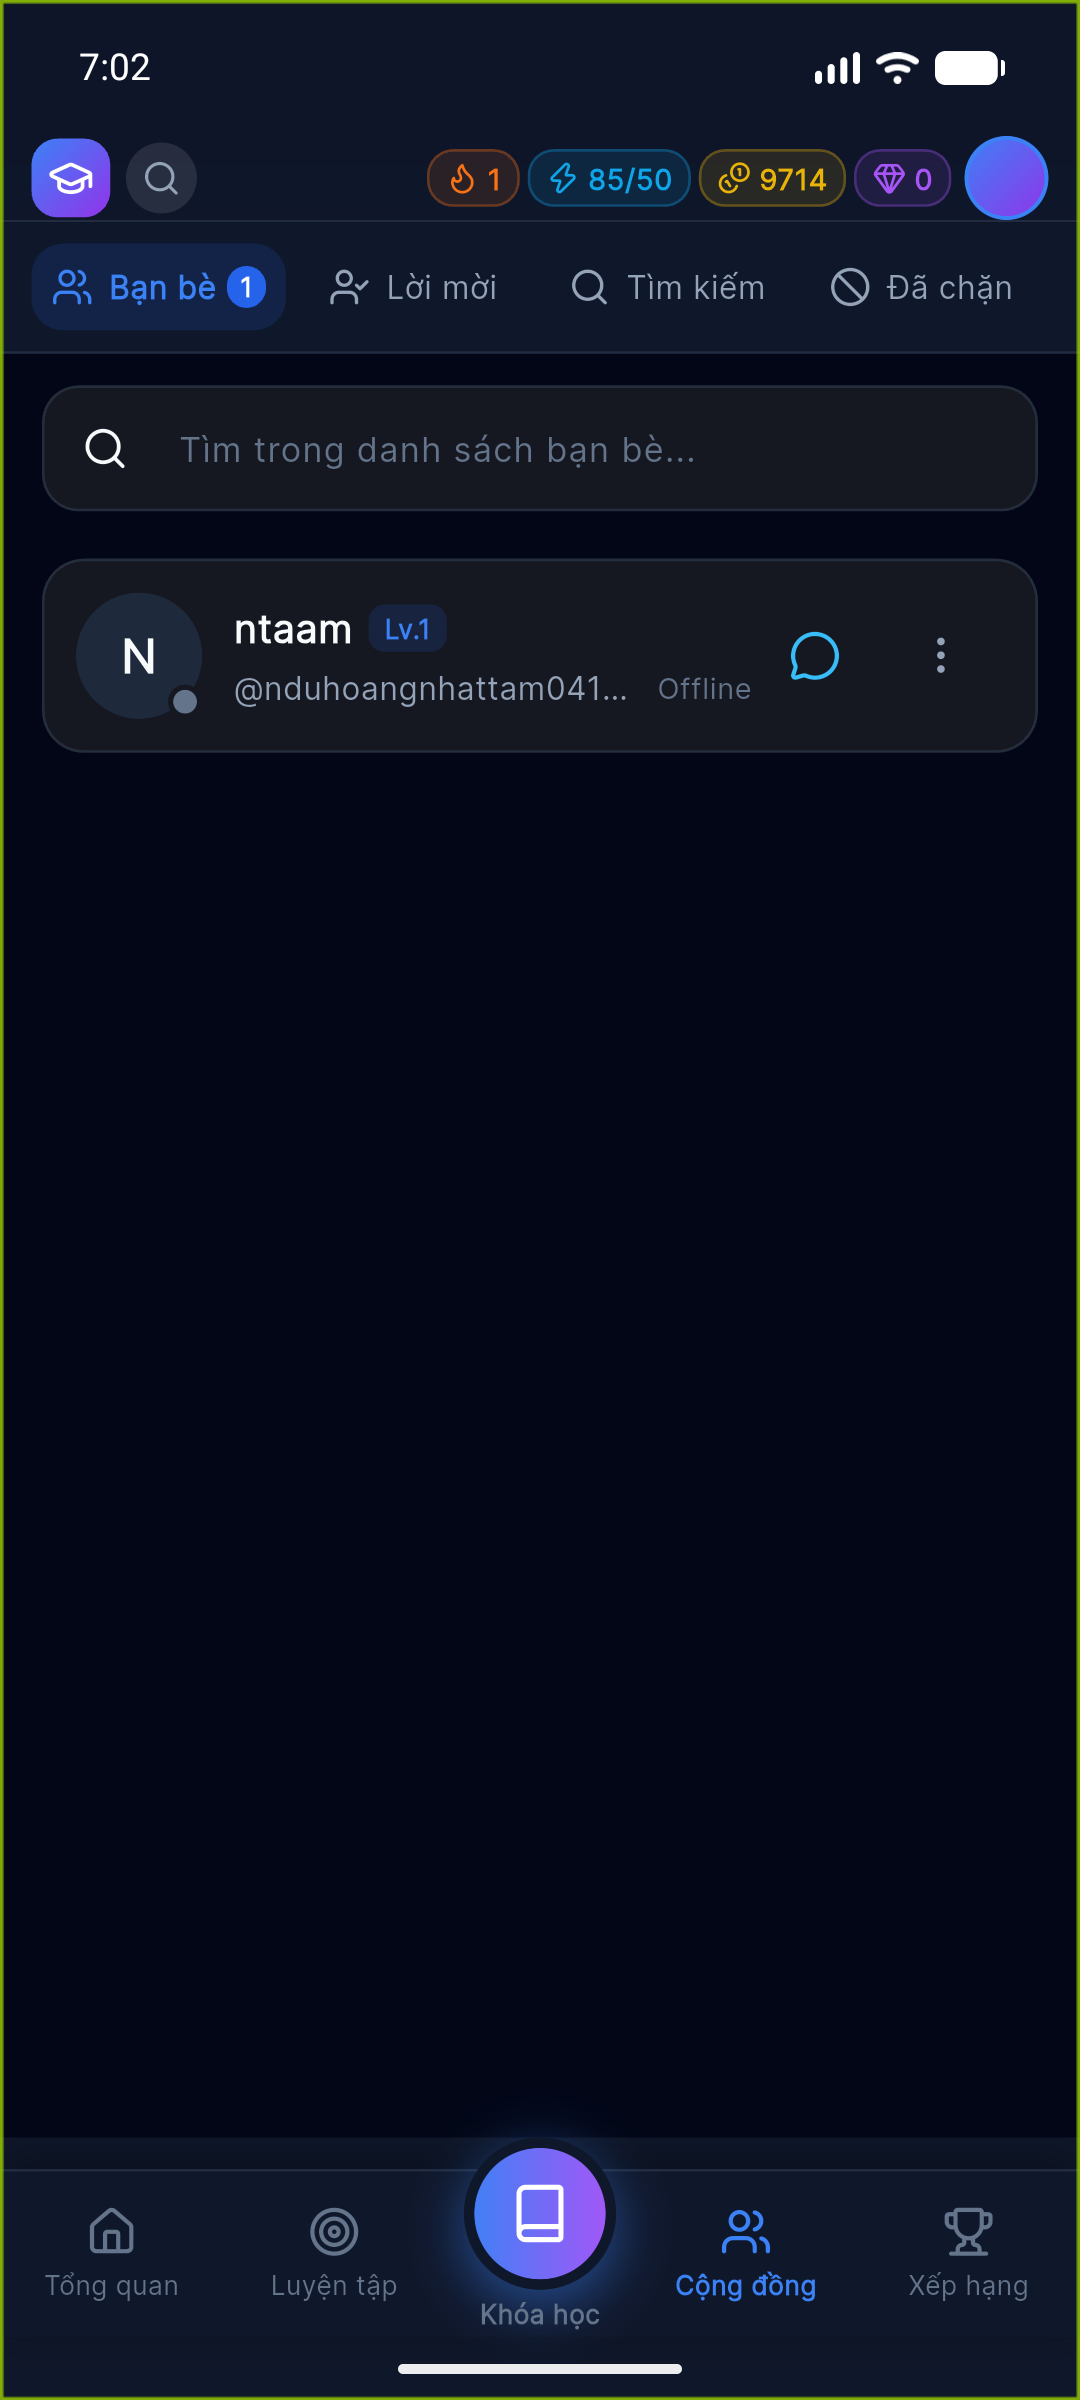 7:02
1 85/50 9714 0
Bạn bè 1 Lời mời Tìm kiếm Đã chặn
Tìm trong danh sách bạn bè...
N
ntaam Lv.1
@nduhoangnhattam041... Offline
Tổng quan Luyện tập Khóa học Cộng đồng Xếp hạng